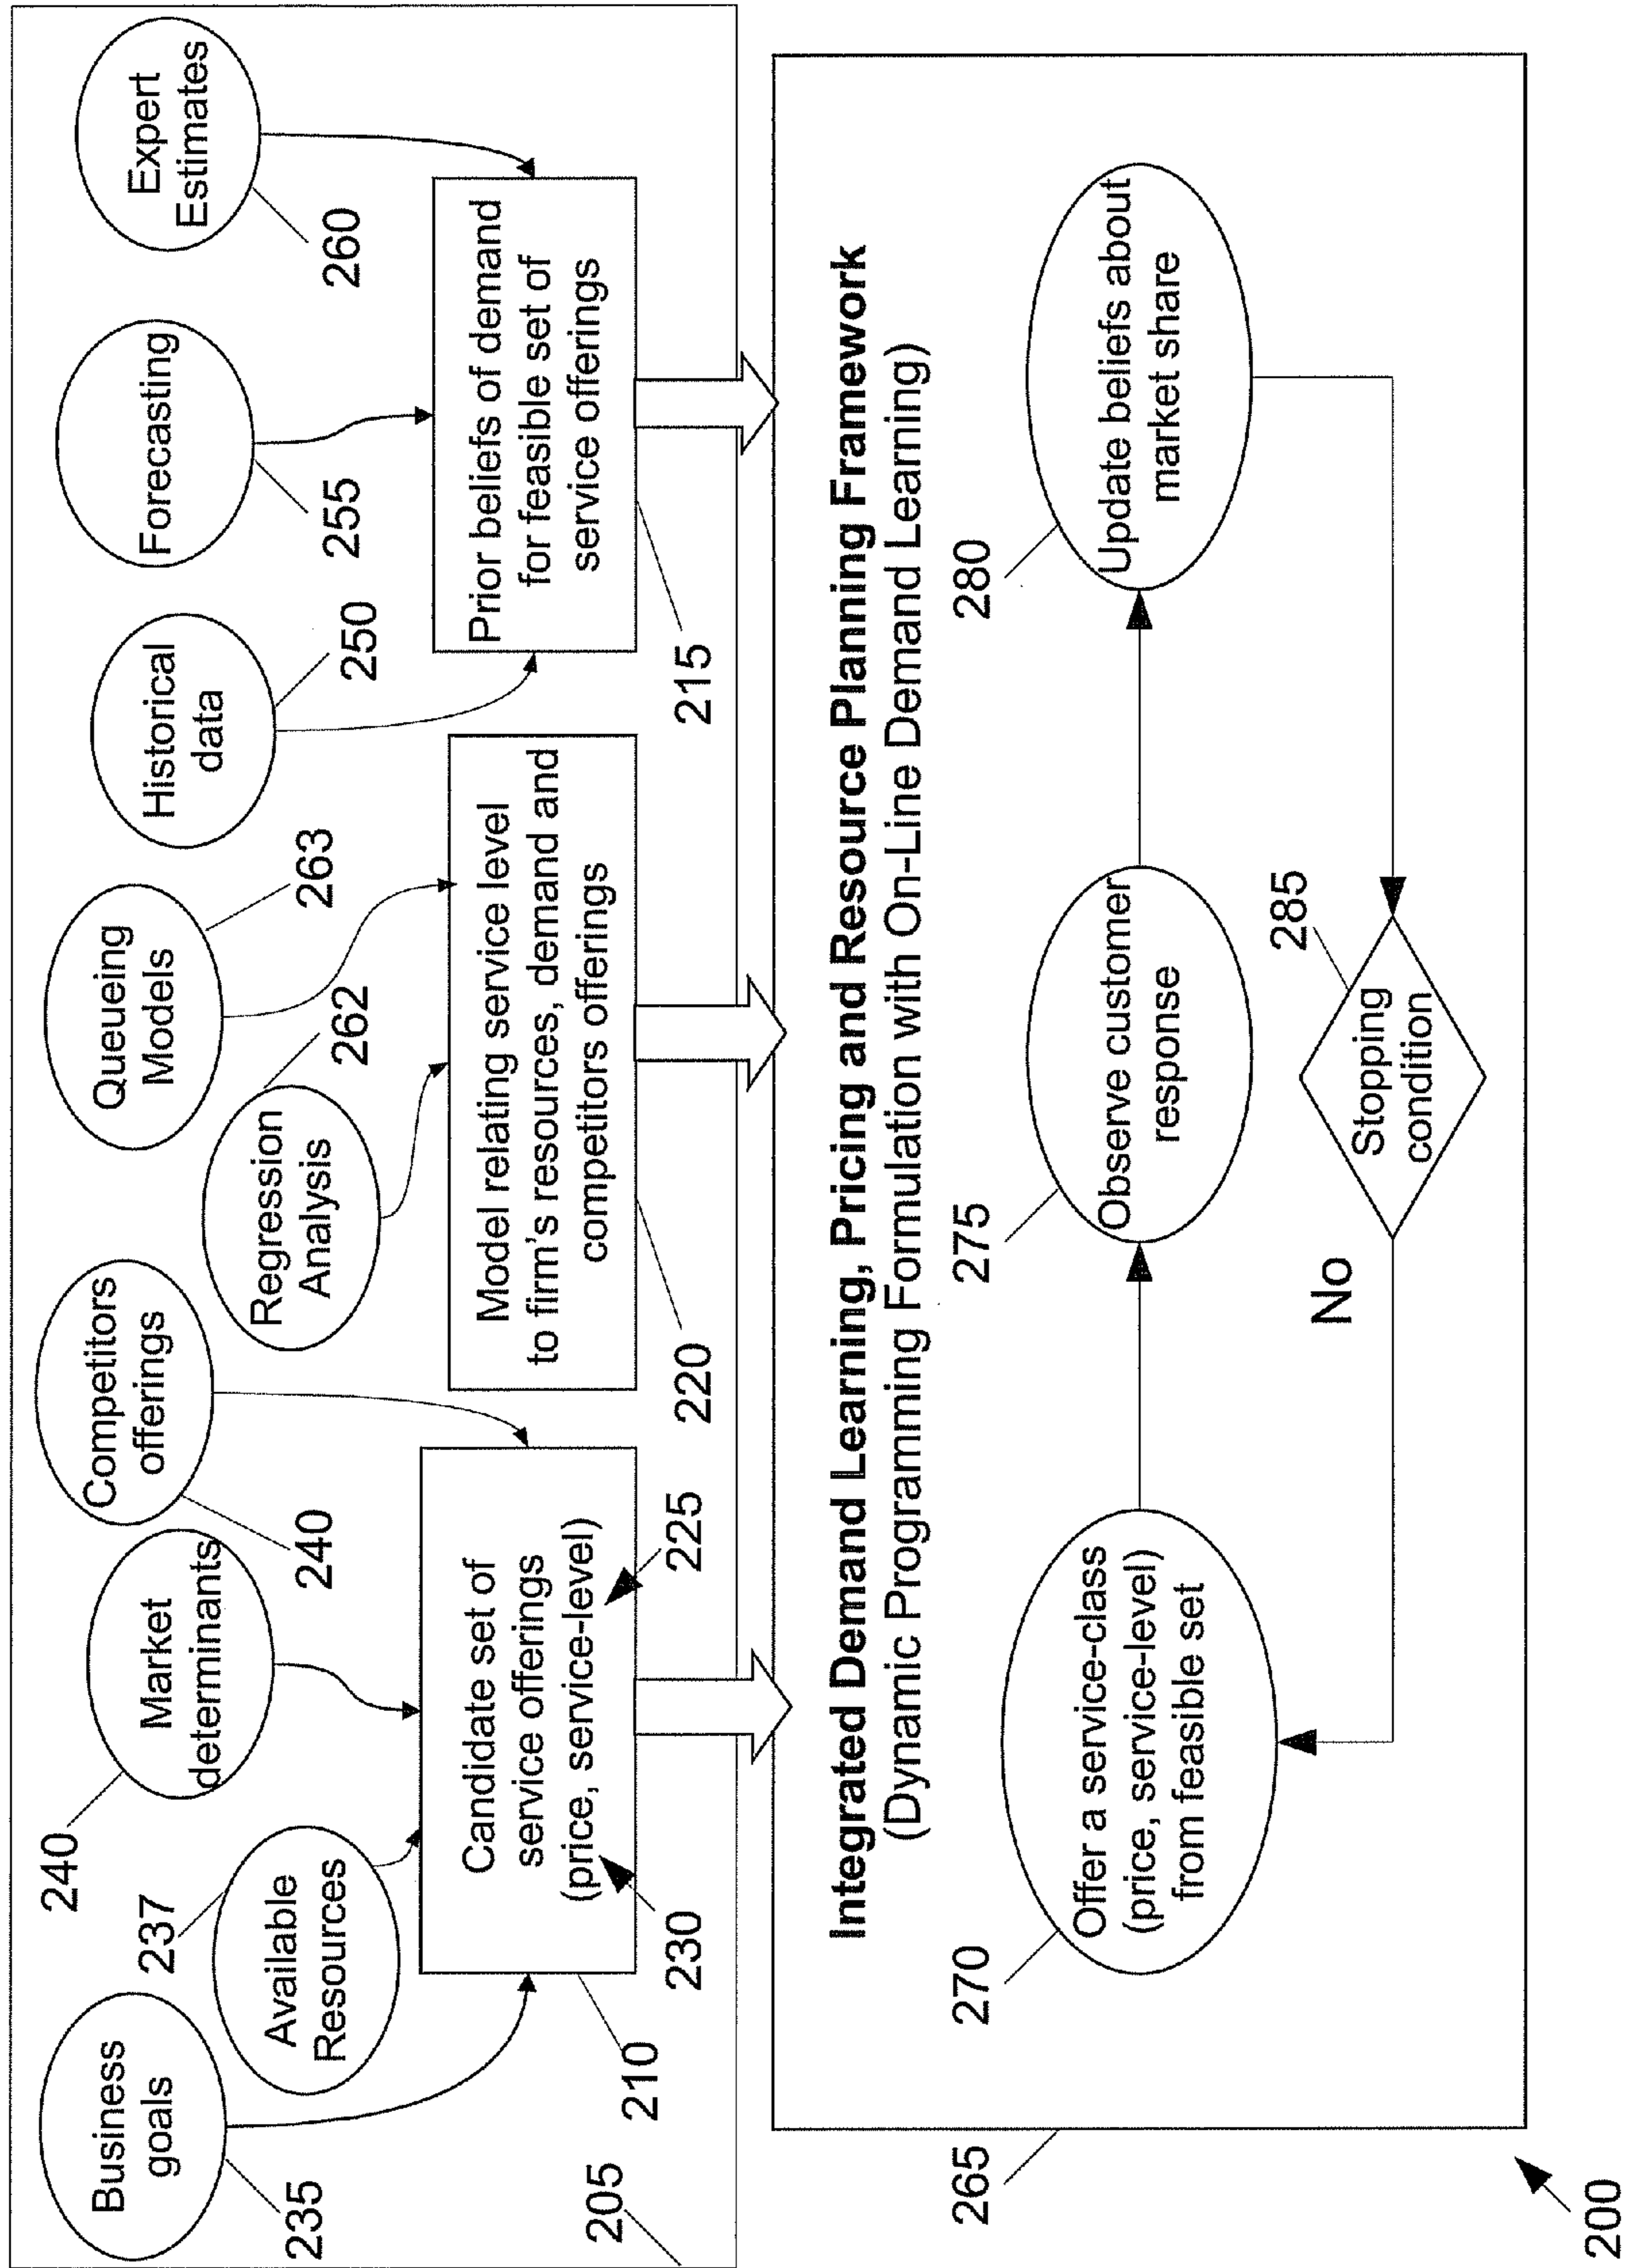 Business
goals
235
Available
Resources
237
Market
determinants
240
Competitors
offerings
240
Regression
Analysis
262
Queueing
Models
263
Historical
data
250
Forecasting
255
Expert
Estimates
260
Candidate set of
service offerings
(price, service-level)
230
225
210
Model relating service level
to firm's resources, demand and
competitors offerings
220
Prior beliefs of demand
for feasible set of
service offerings
215
205
Integrated Demand Learning, Pricing and Resource Planning Framework
(Dynamic Programming Formulation with On-Line Demand Learning)
265
270
Offer a service-class
(price, service-level)
from feasible set
275
Observe customer
response
280
Update beliefs about
market share
285
Stopping
condition
No
200